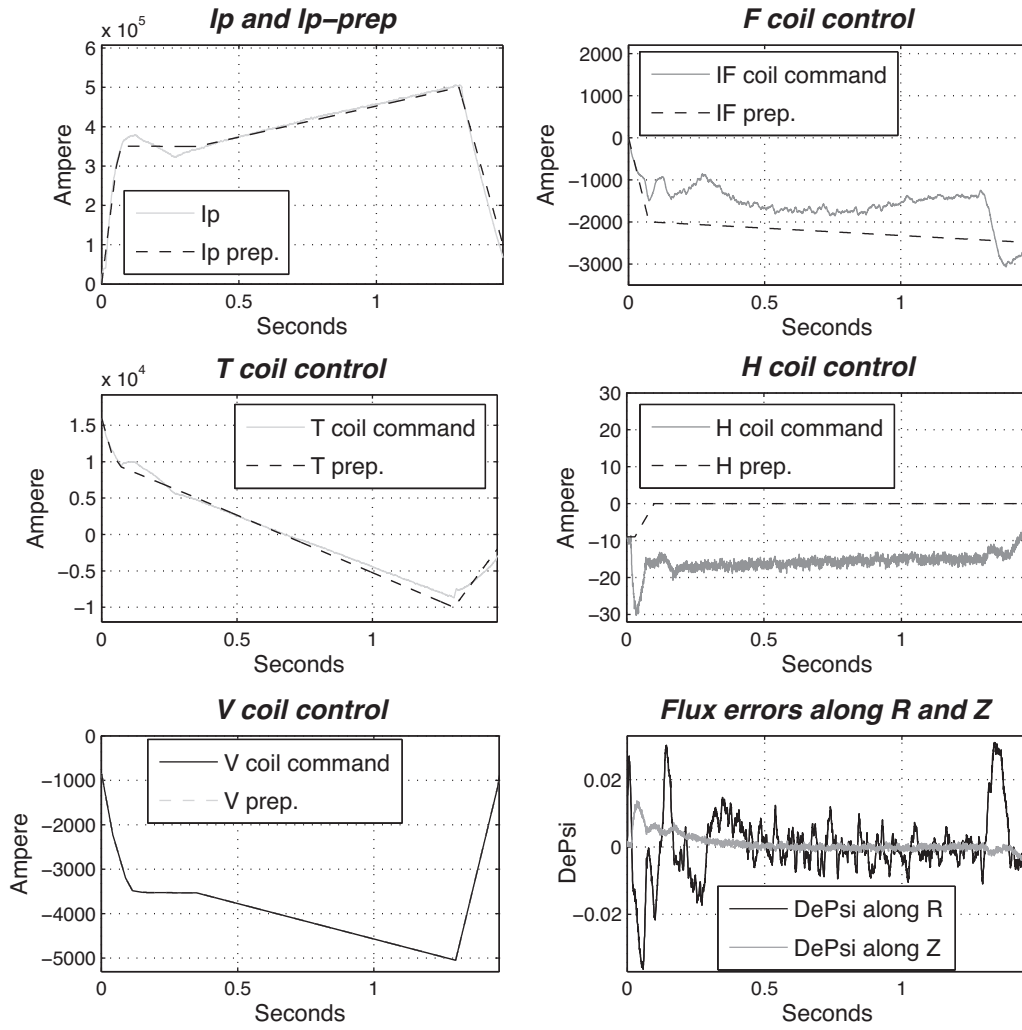 Ip and Ip−prep
x 10^5
6
5
4
3
2
1
0
Ampere
Ip
Ip prep.
0
0.5
1
Seconds
F coil control
2000
1000
0
−1000
−2000
−3000
Ampere
IF coil command
IF prep.
0
0.5
1
Seconds
T coil control
x 10^4
1.5
1
0.5
0
−0.5
−1
Ampere
T coil command
T prep.
0
0.5
1
Seconds
H coil control
30
20
10
0
−10
−20
−30
Ampere
H coil command
H prep.
0
0.5
1
Seconds
V coil control
0
−1000
−2000
−3000
−4000
−5000
Ampere
V coil command
V prep.
0
0.5
1
Seconds
Flux errors along R and Z
0.02
0
−0.02
DePsi
DePsi along R
DePsi along Z
0
0.5
1
Seconds